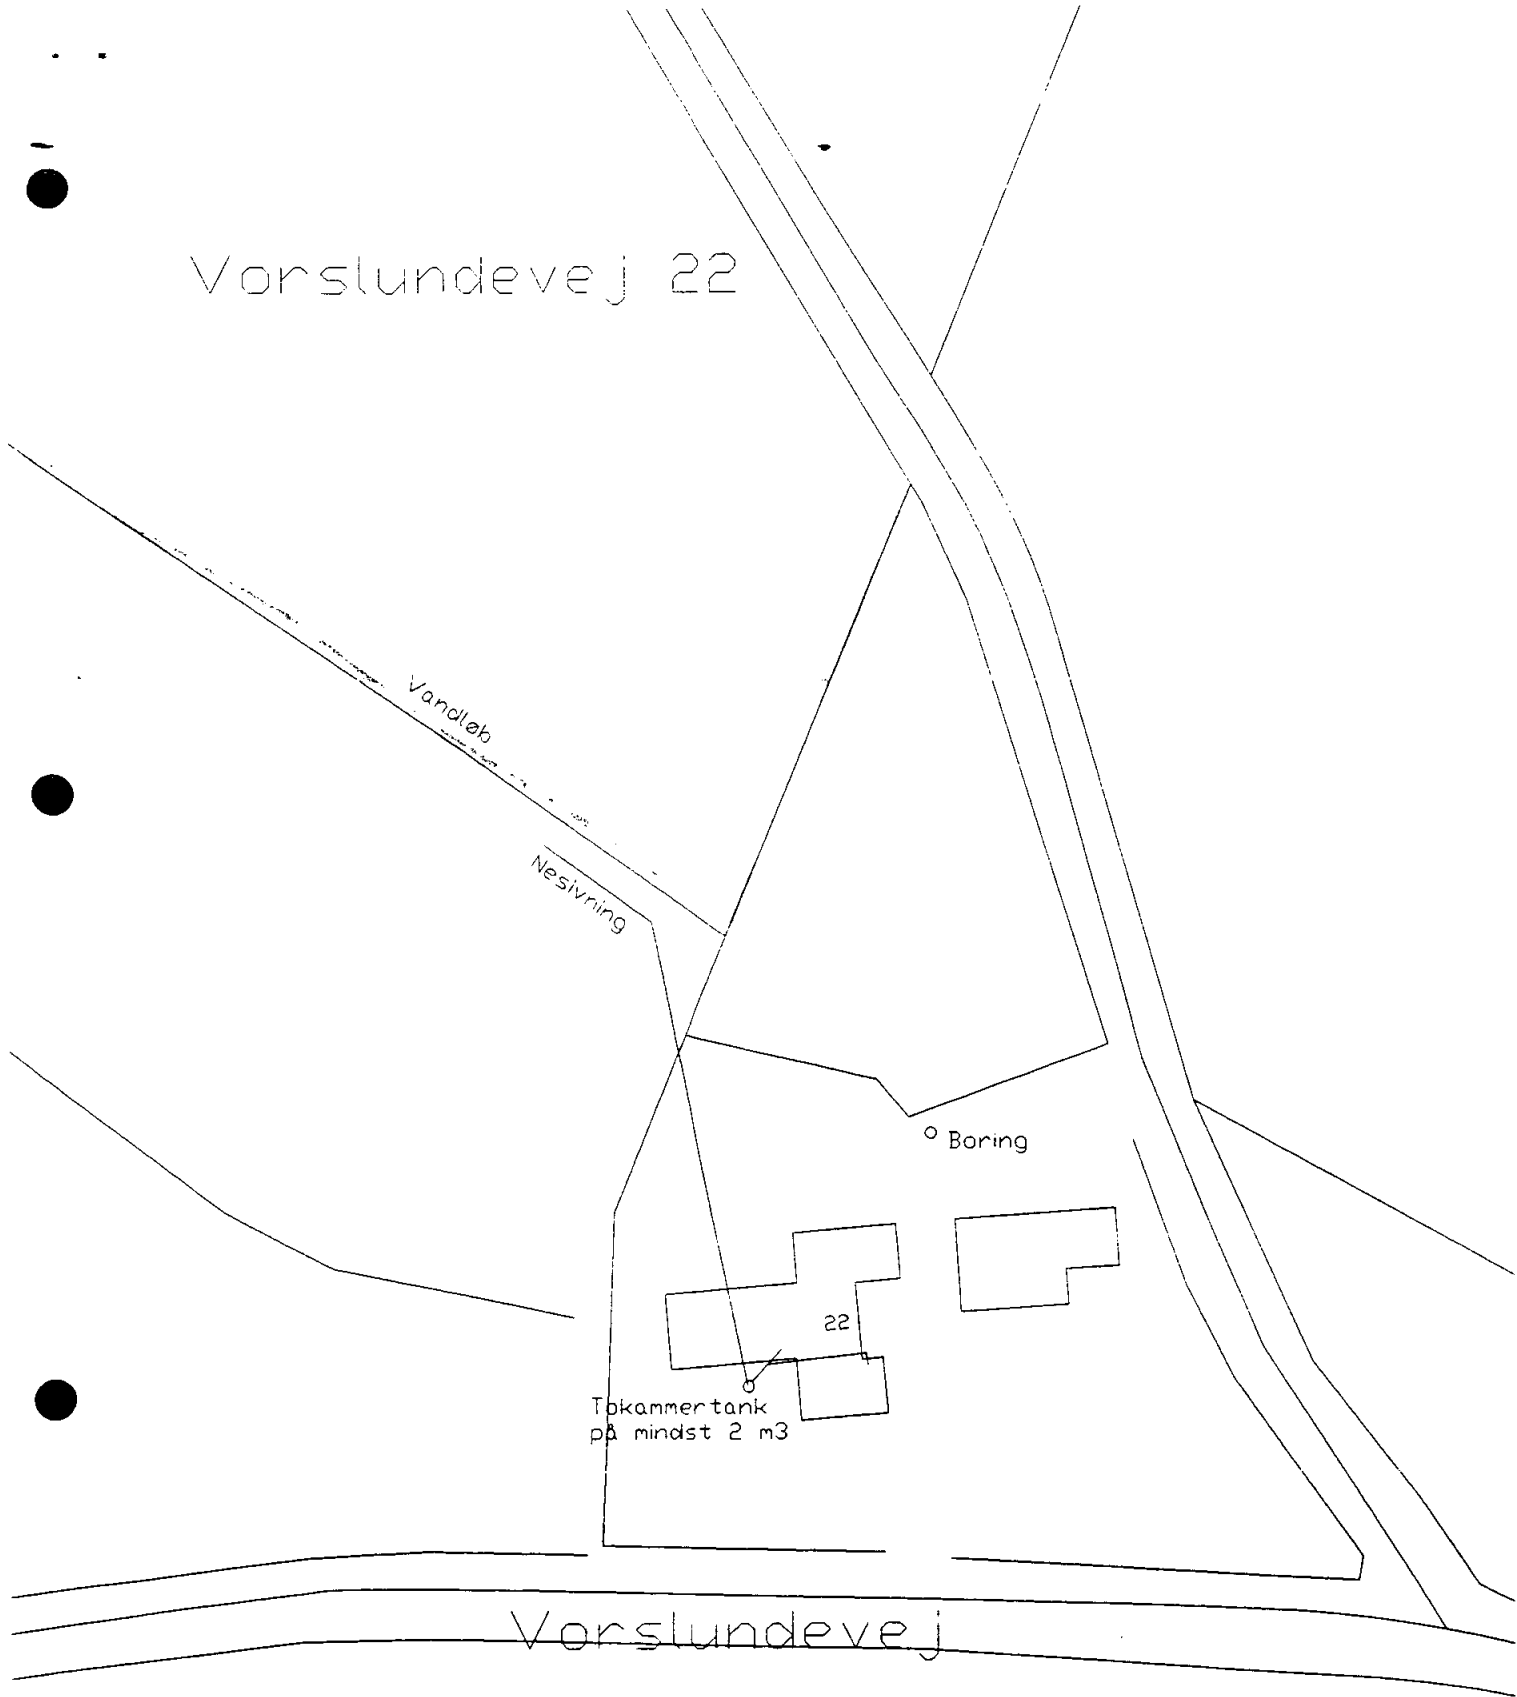 Vorslundevej 22
Vandløb
Nesivning
Boring
22
Tokammertank
på mindst 2 m3
Vorslundevej